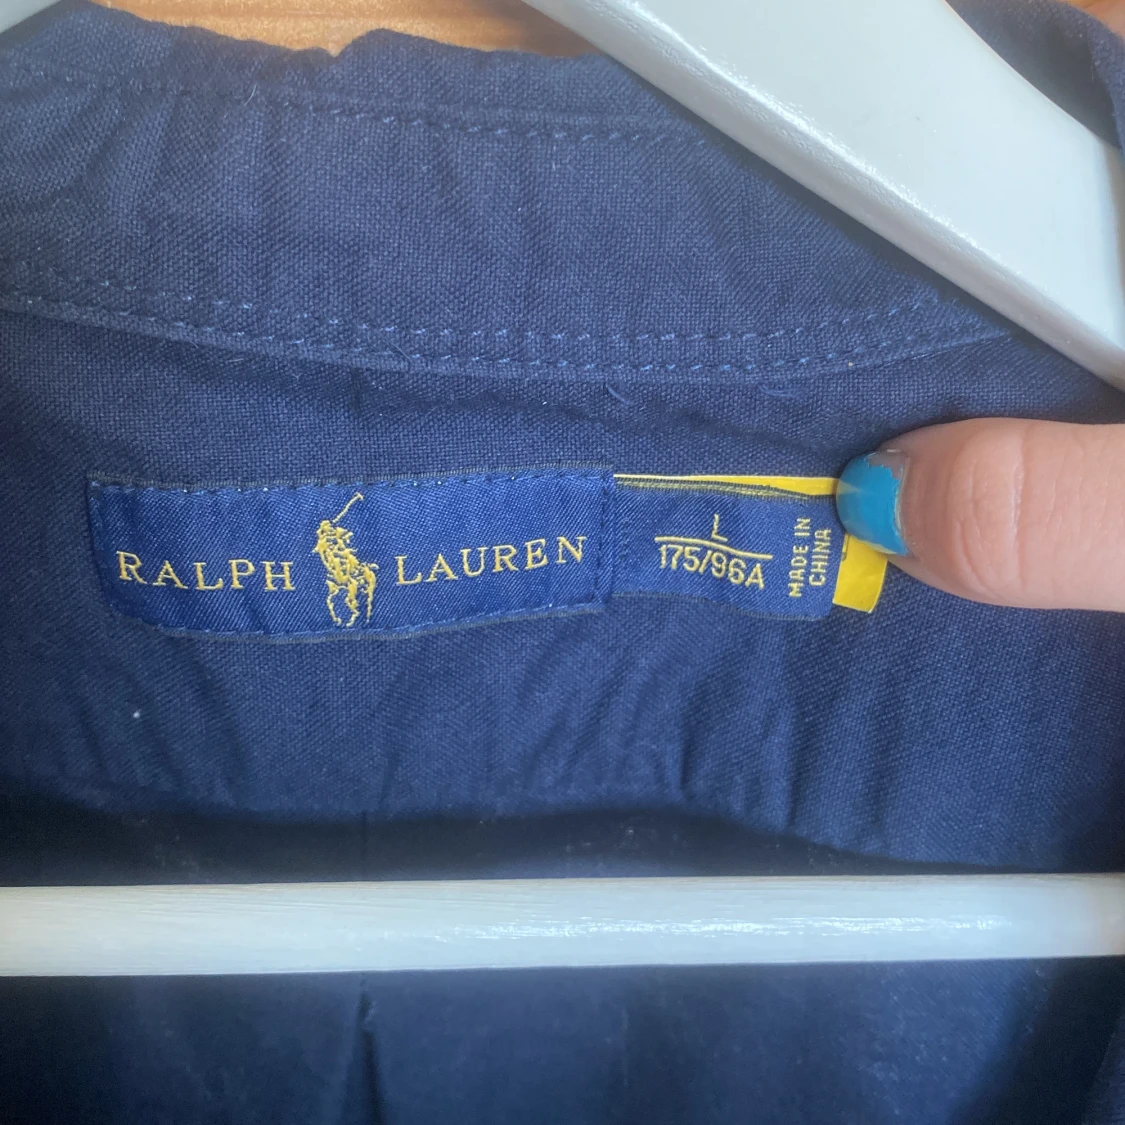 RALPH LAUREN
L
175/96A
MADE IN
CHINA